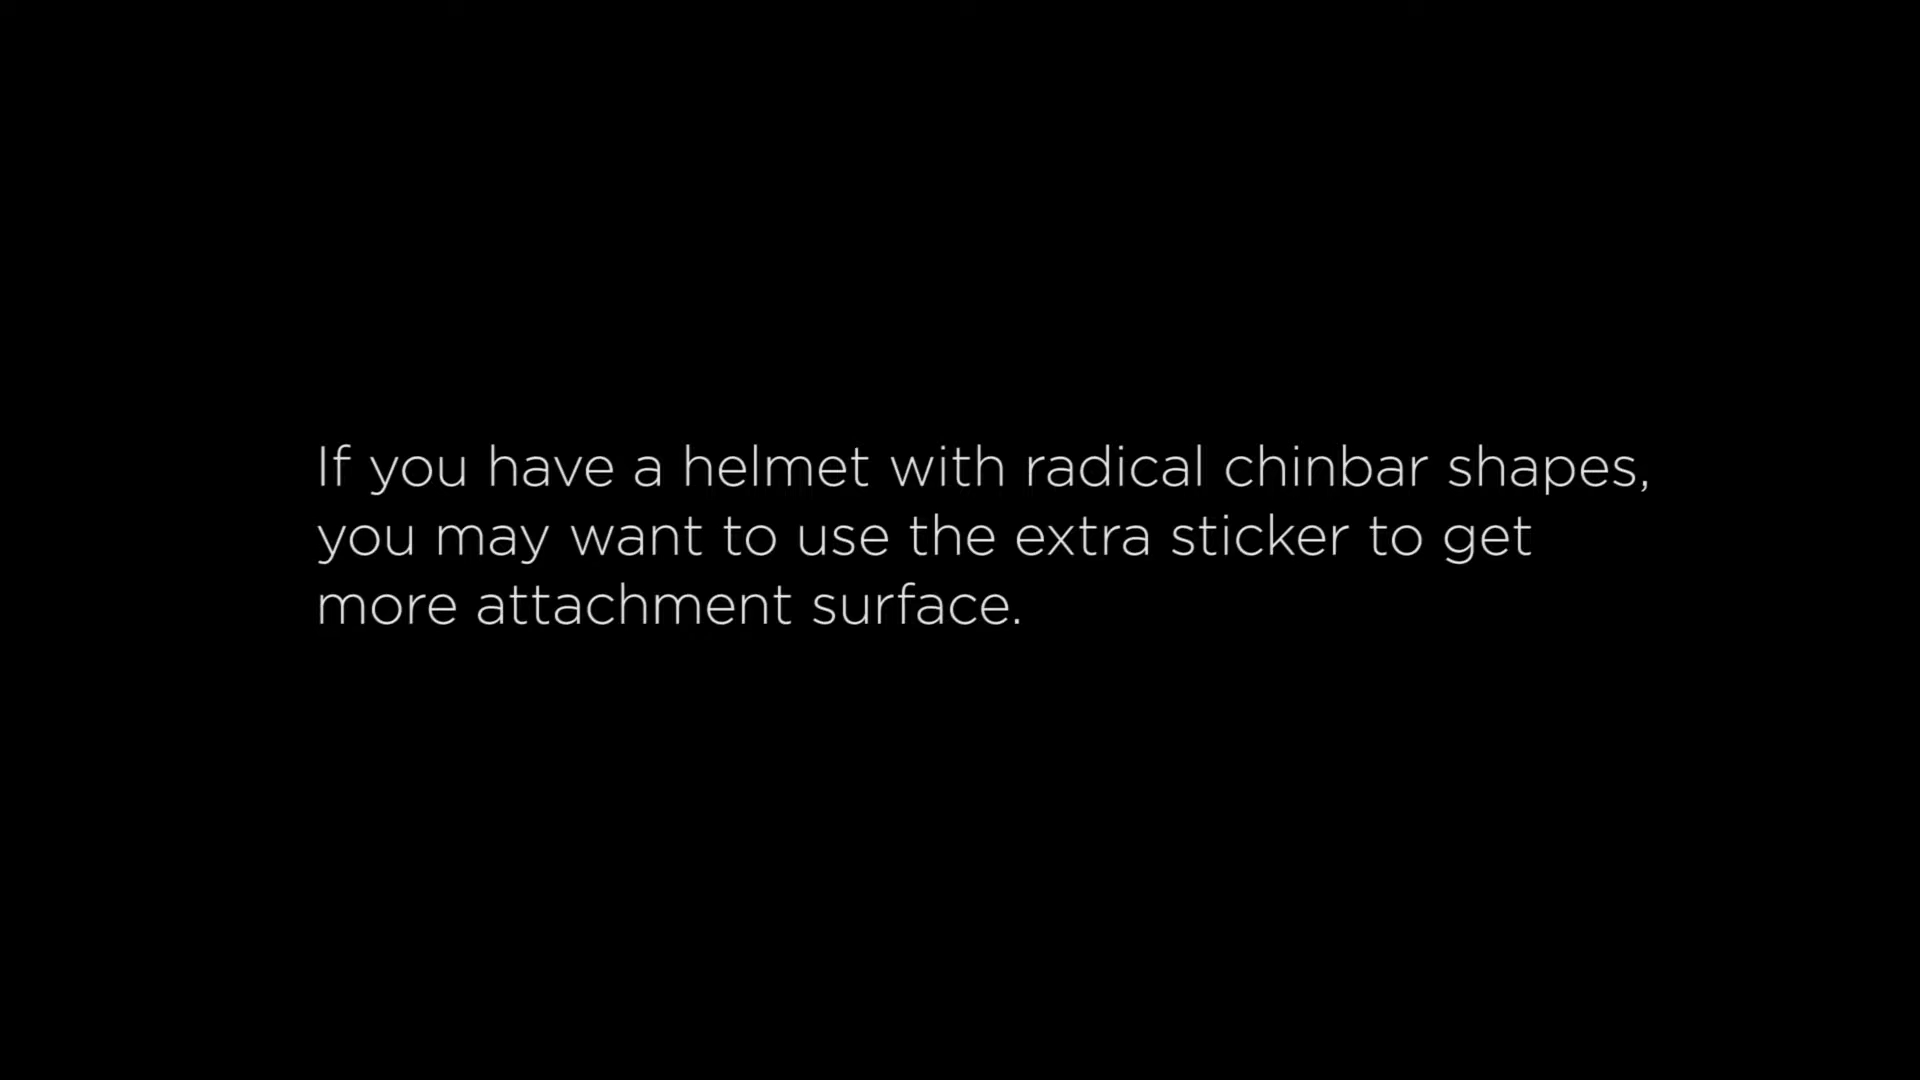 If you have a helmet with radical chinbar shapes,
you may want to use the extra sticker to get
more attachment surface.